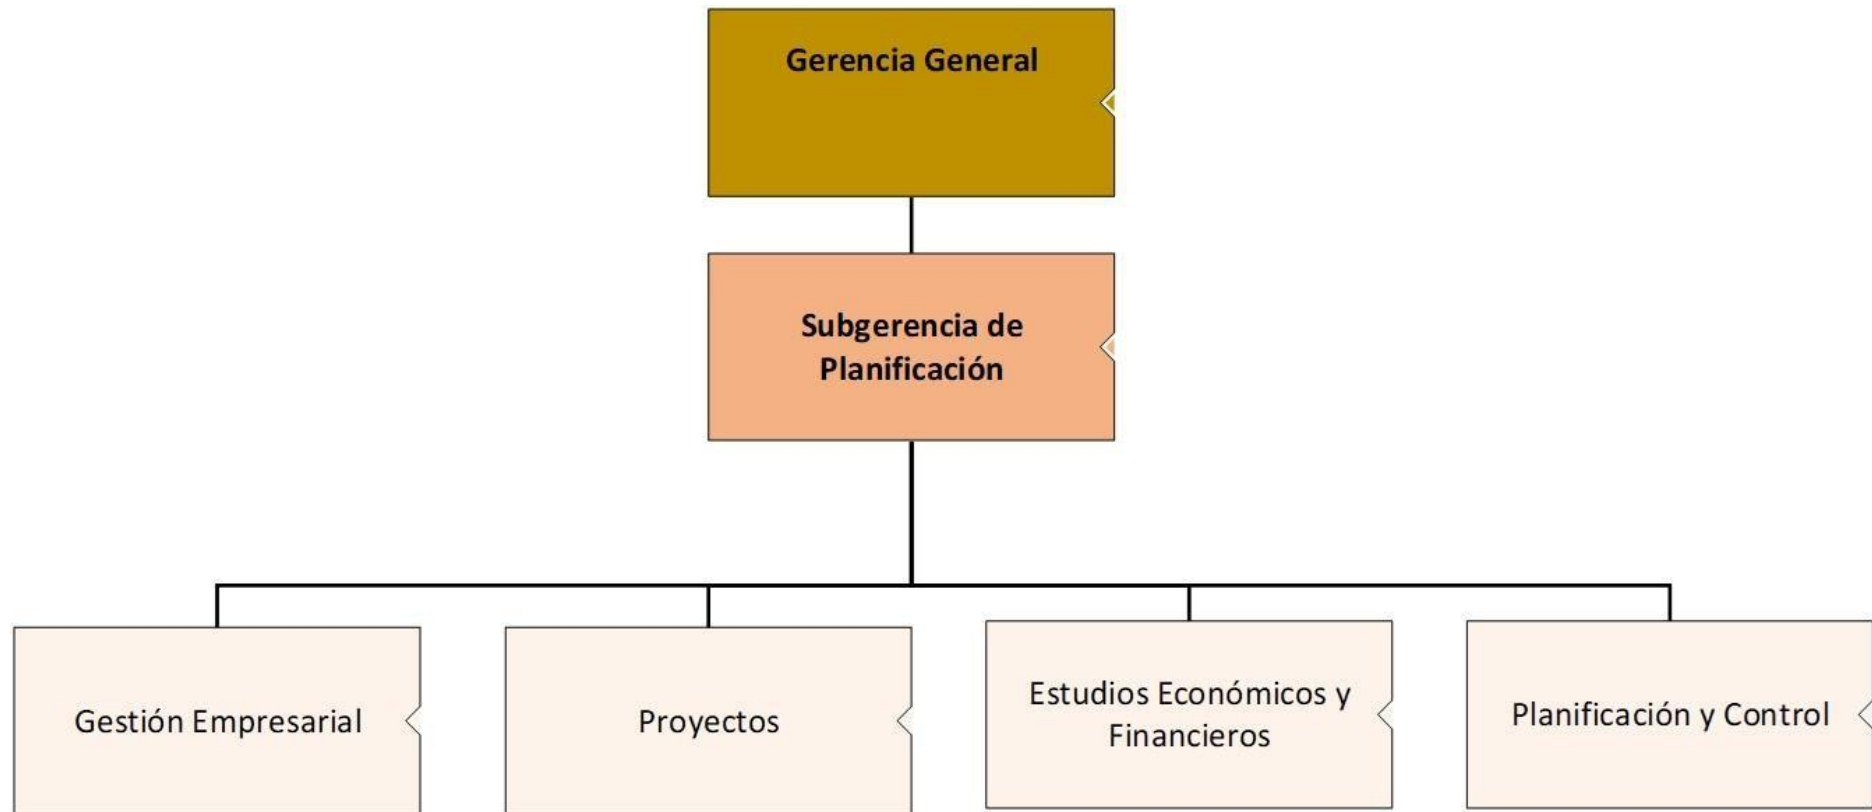 Gerencia General
Subgerencia de
Planificación
Gestión Empresarial
Proyectos
Estudios Económicos y
Financieros
Planificación y Control